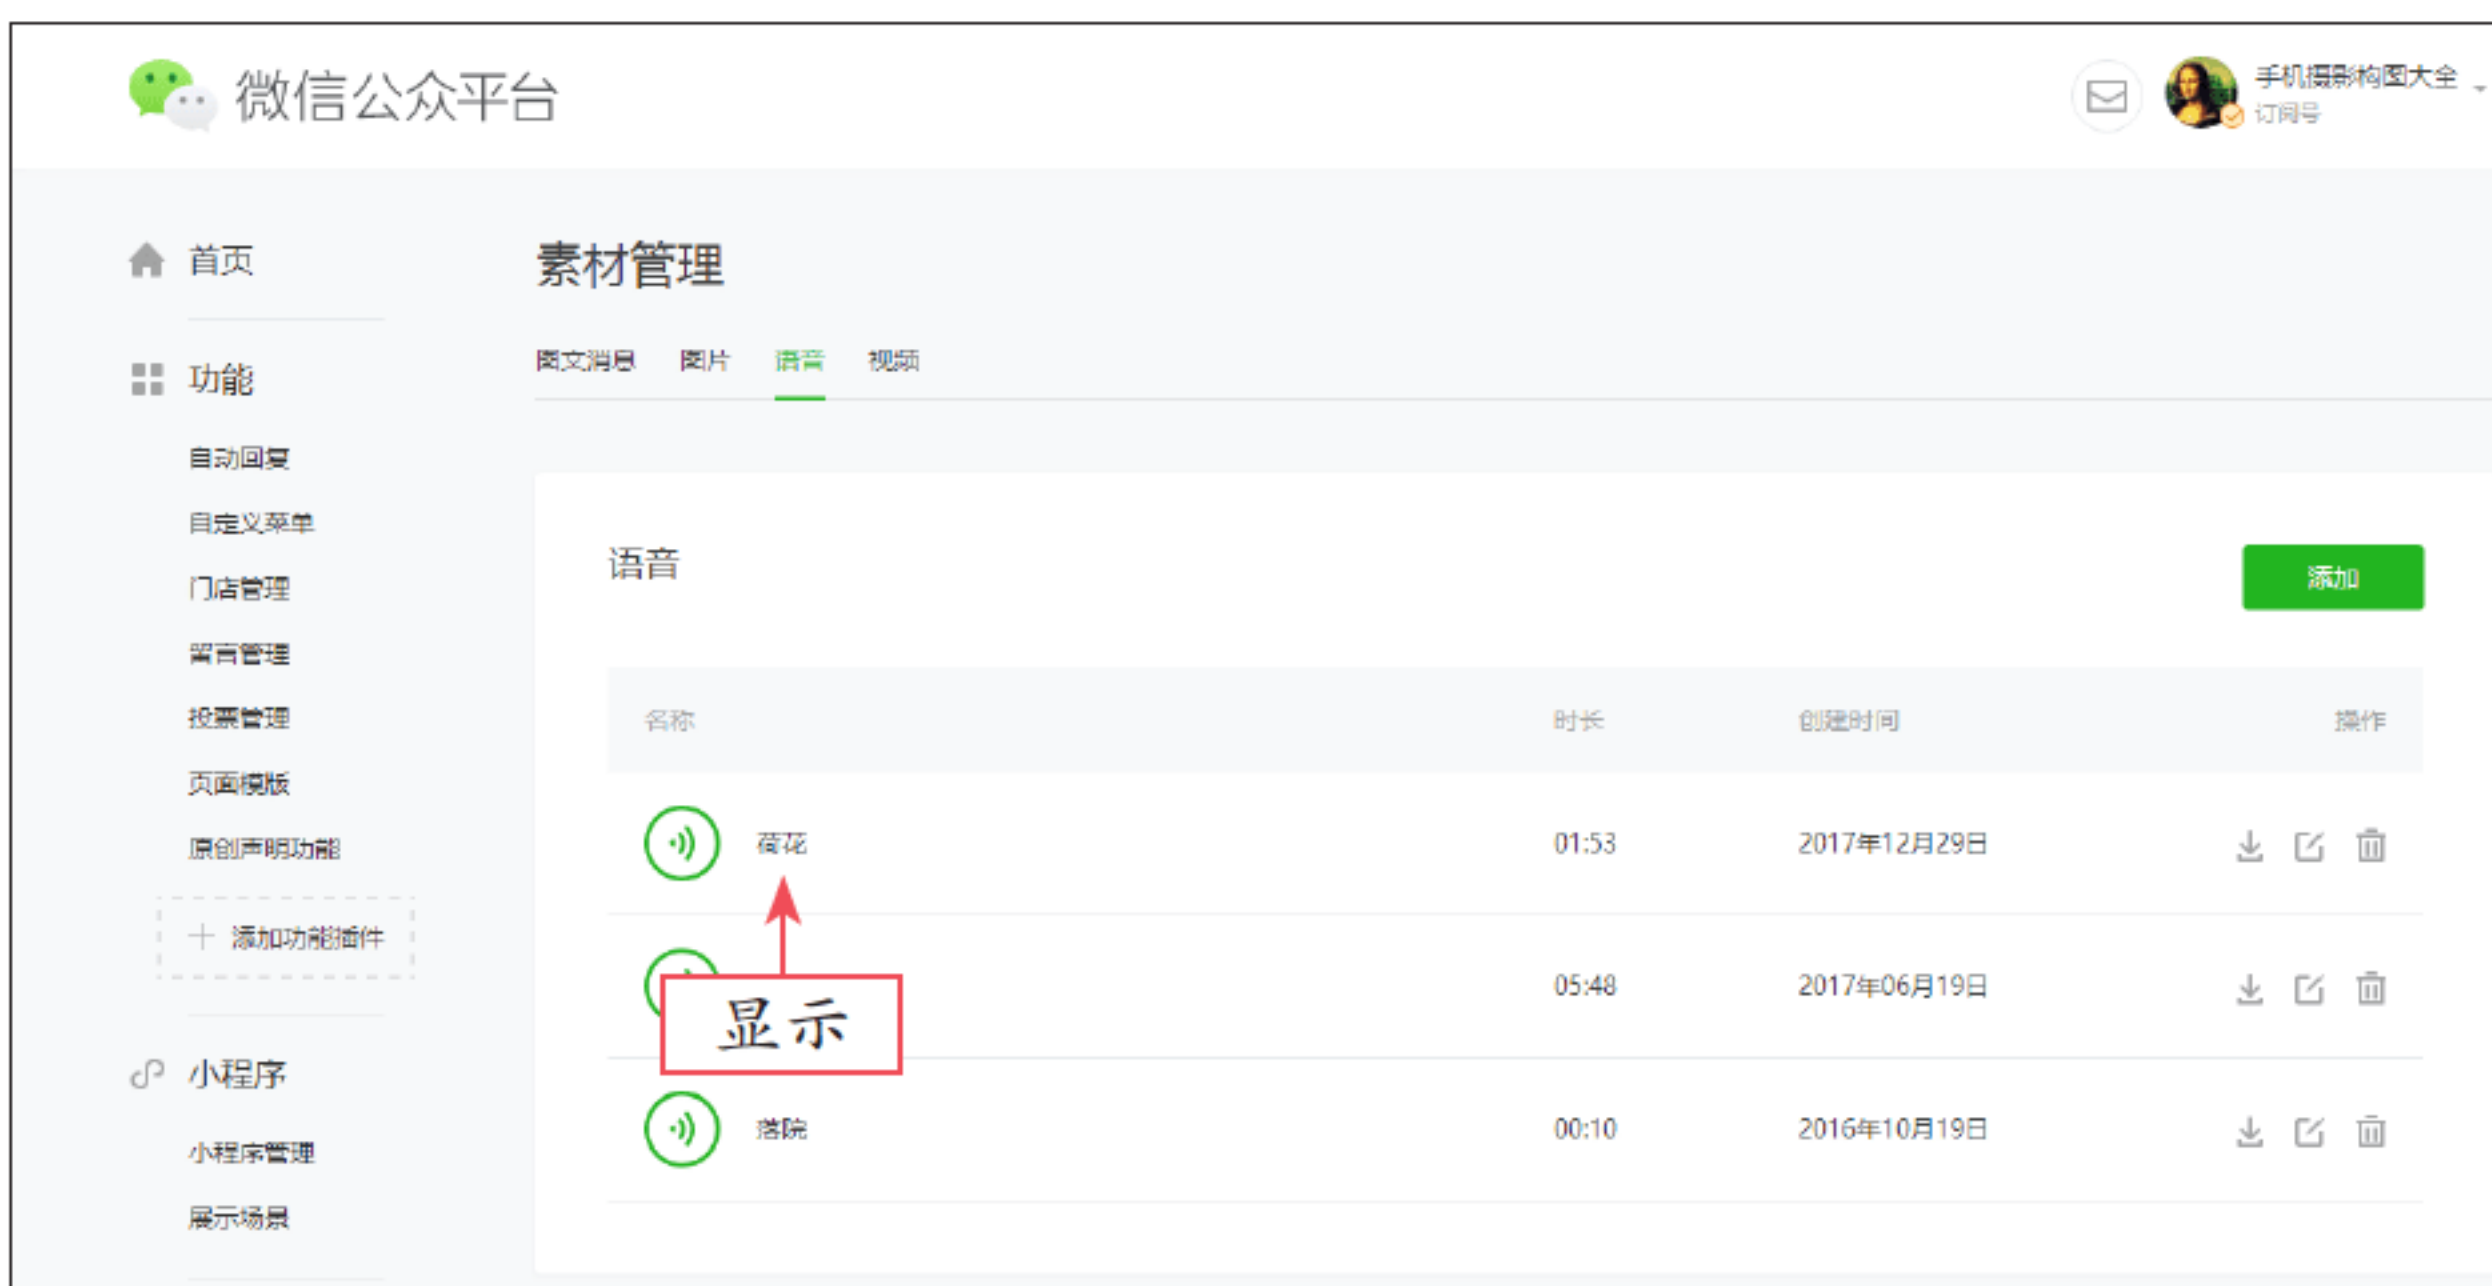 微信公众平台
手机摄影构图大全
订阅号
首页
功能
自动回复
自定义菜单
门店管理
留言管理
投票管理
页面模版
原创声明功能
添加功能插件
小程序
小程序管理
展示场景
素材管理
图文消息 图片 语音 视频
语音
添加
名称 时长 创建时间 操作
荷花 01:53 2017年12月29日
05:48 2017年06月19日
显示
落院 00:10 2016年10月19日